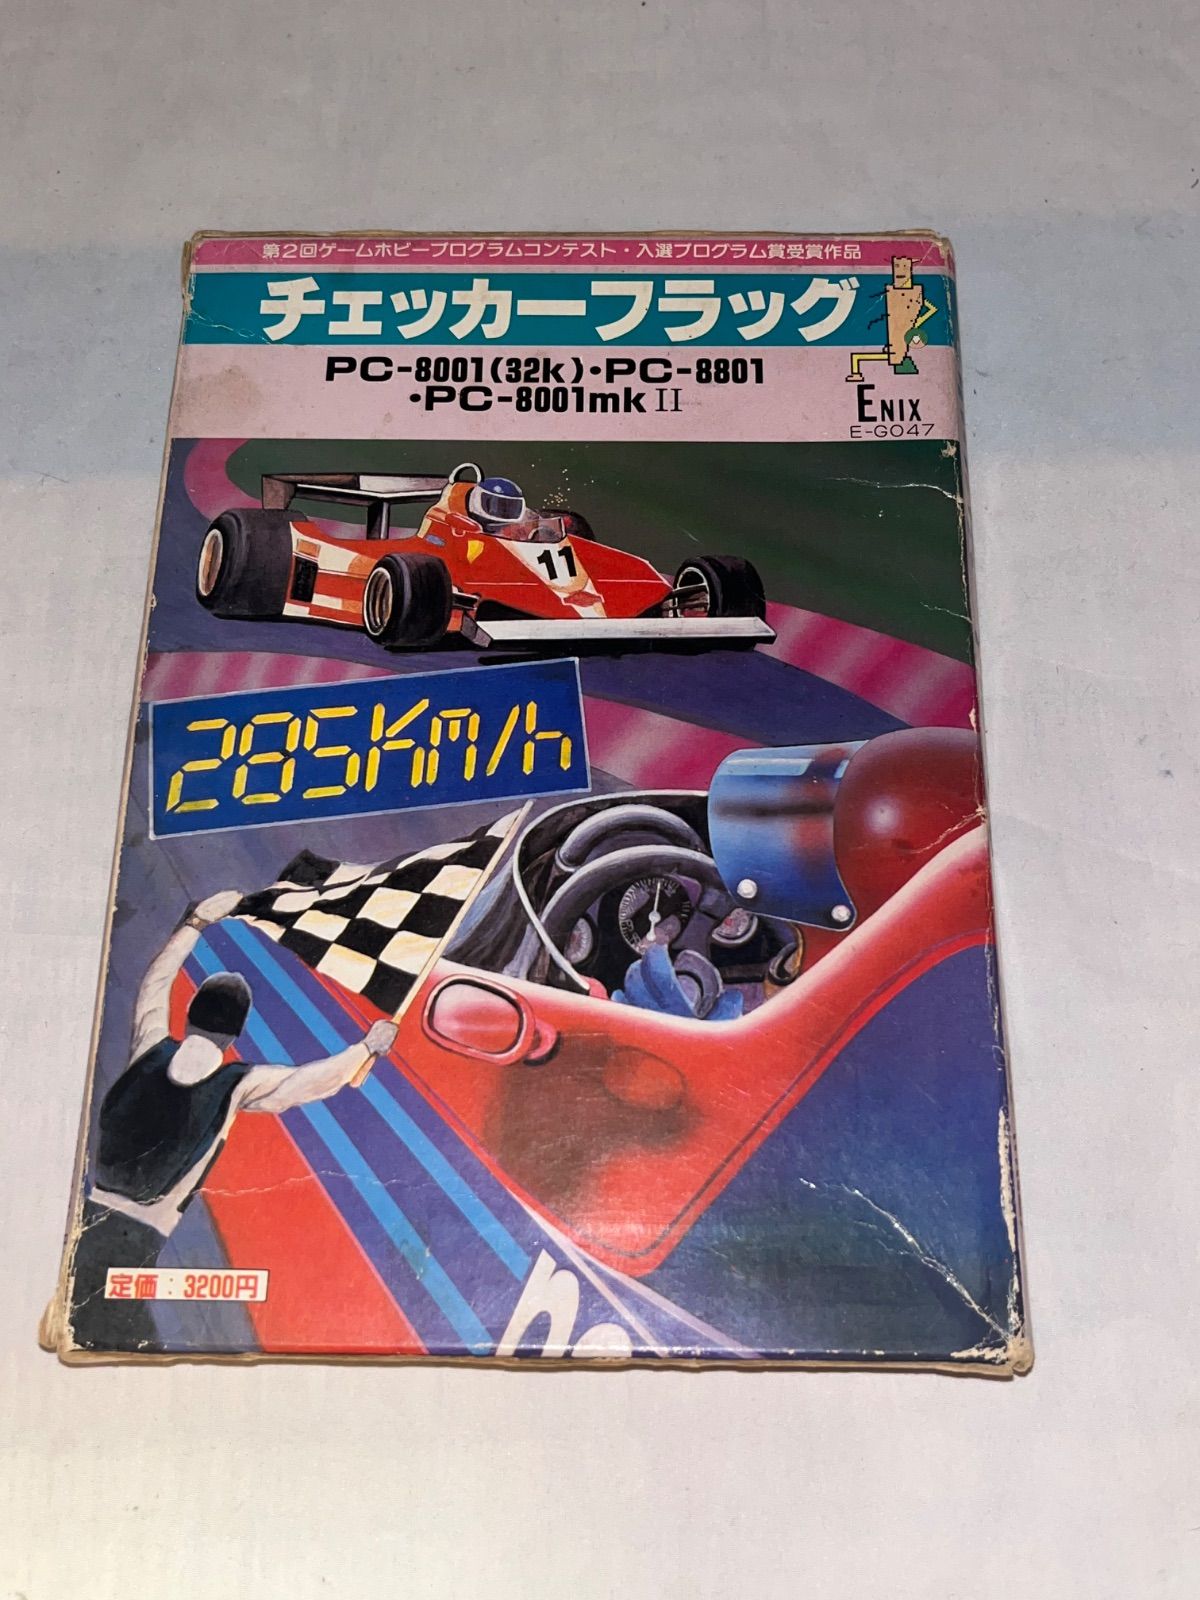 第2回ゲームホビープログラムコンテスト・入選プログラム賞受賞作品
チェッカーフラッグ
PC-8001(32k)・PC-8801
・PC-8001mkⅡ
ENIX
E-G047
11
285Km/h
定価：3200円